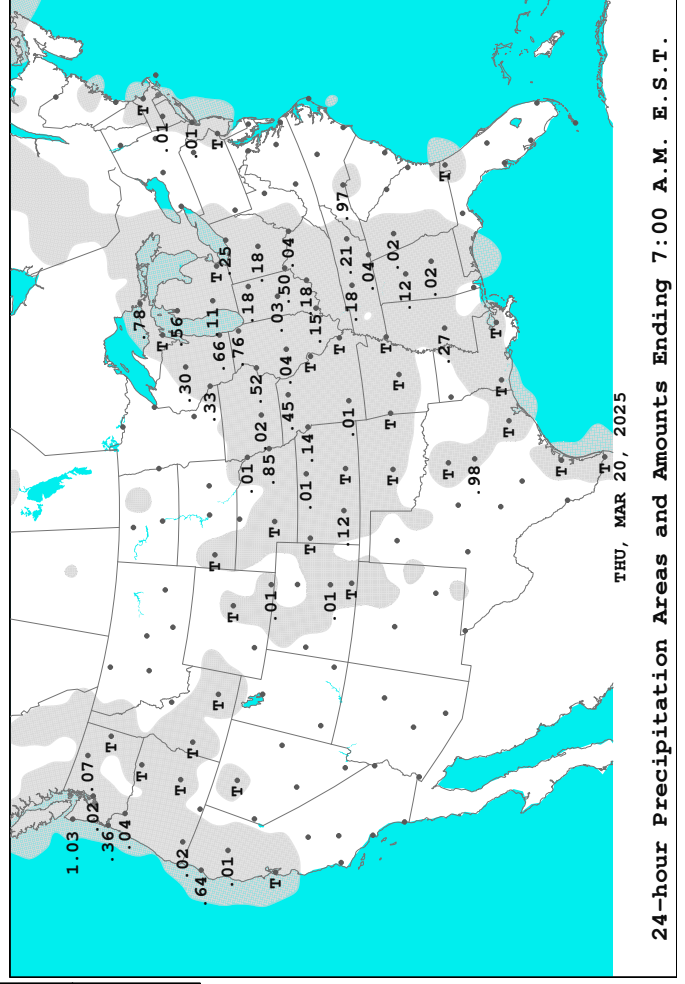 1.03
.07
.02
.36
T
.04
.78
T
T
T
.01
.56
T
.02
.30
T
.01
.64
.33
.11
T
T
T
T
.66
.25
.01
T
T
.76
.01
.18
.52
.18
.02
.85
.01
T
T
.03
.04
.50
.45
.04
.01
.14
.18
T
T
.15
.01
T
.97
.12
T
.01
.21
T
.18
.04
T
T
T
.02
T
.12
.02
.27
T
T
.98
T
T
T
T
T
THU, MAR 20, 2025
24-hour Precipitation Areas and Amounts Ending 7:00 A.M. E.S.T.